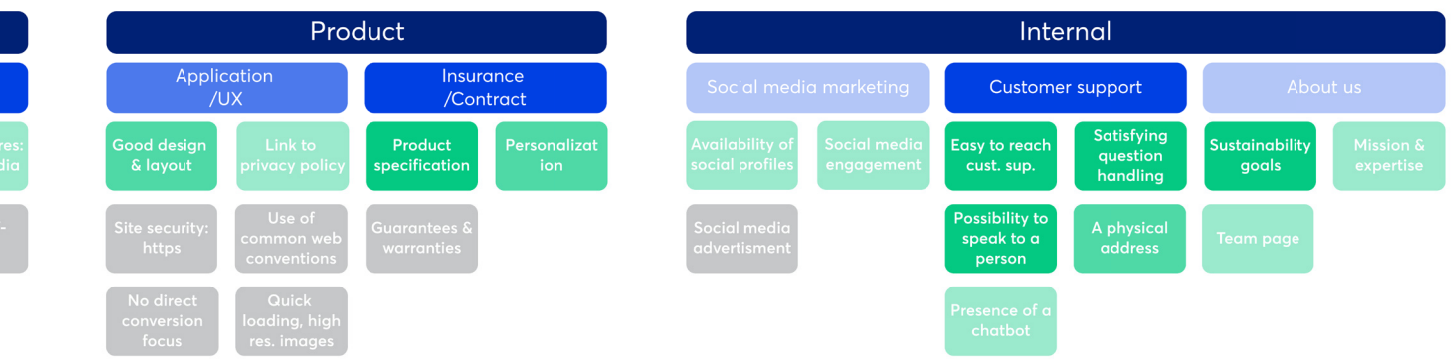 Product
Internal
Application
/UX
Insurance
/Contract
Social media marketing
Customer support
About us
res:
dia
Good design
& layout
Link to
privacy policy
Product
specification
Personalizat
ion
Availability of
social profiles
Social media
engagement
Easy to reach
cust. sup.
Satisfying
question
handling
Sustainability
goals
Mission &
expertise
-
Site security:
https
Use of
common web
conventions
Guarantees &
warranties
Social media
advertisment
Possibility to
speak to a
person
A physical
address
Team page
No direct
conversion
focus
Quick
loading, high
res. images
Presence of a
chatbot